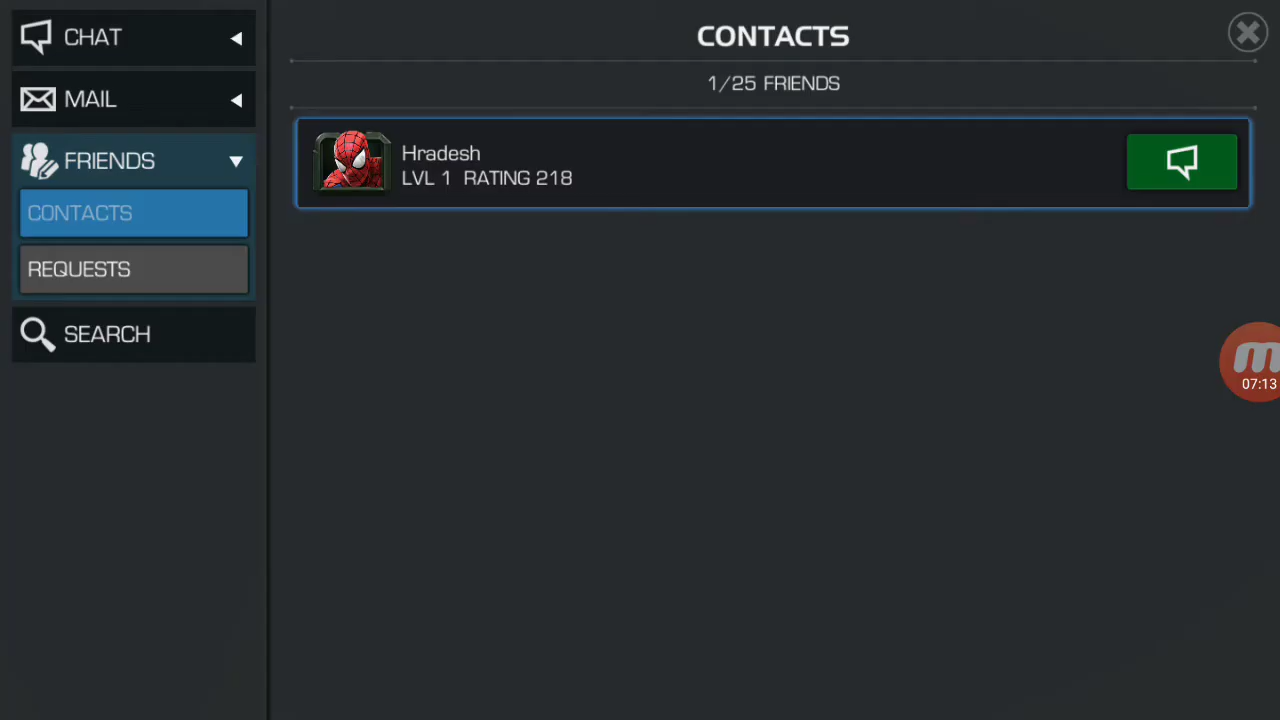 CHAT
MAIL
FRIENDS
CONTACTS
REQUESTS
SEARCH
CONTACTS
1/25 FRIENDS
Hradesh
LVL 1 RATING 218
07:13